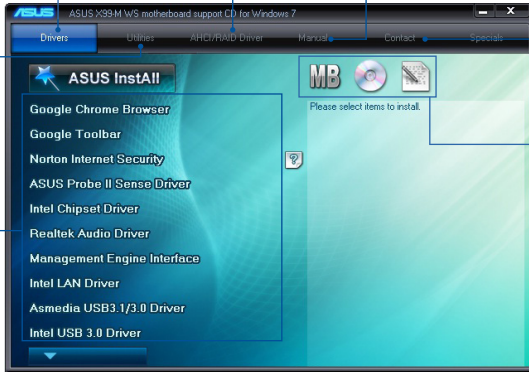 ASUS ASUS X99-M WS motherboard support CD for Windows 7
Drivers Utilities AHCI/RAID Driver Manual Contact Specials
ASUS InstAll
MB
Please select items to install.
Google Chrome Browser
Google Toolbar
Norton Internet Security
?
ASUS Probe II Sense Driver
Intel Chipset Driver
Realtek Audio Driver
Management Engine Interface
Intel LAN Driver
Asmedia USB3.1/3.0 Driver
Intel USB 3.0 Driver